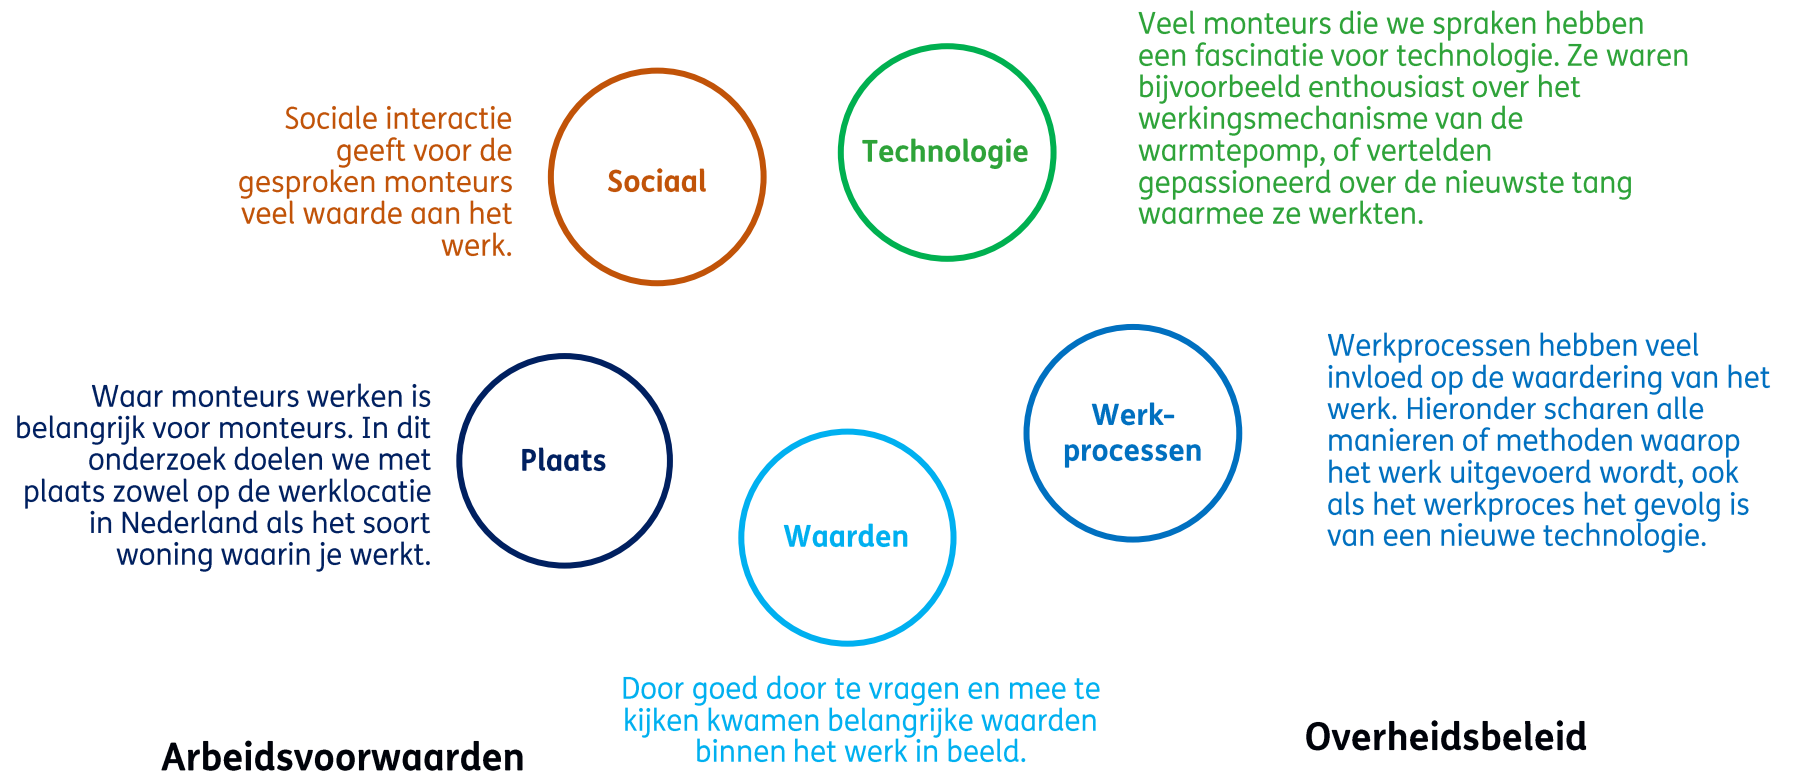 Sociale interactie
geeft voor de
gesproken monteurs
veel waarde aan het
werk.
Sociaal
Technologie
Veel monteurs die we spraken hebben
een fascinatie voor technologie. Ze waren
bijvoorbeeld enthousiast over het
werkingsmechanisme van de
warmtepomp, of vertelden
gepassioneerd over de nieuwste tang
waarmee ze werkten.
Waar monteurs werken is
belangrijk voor monteurs. In dit
onderzoek doelen we met
plaats zowel op de werklocatie
in Nederland als het soort
woning waarin je werkt.
Plaats
Waarden
Werk-
processen
Werkprocessen hebben veel
invloed op de waardering van het
werk. Hieronder scharen alle
manieren of methoden waarop
het werk uitgevoerd wordt, ook
als het werkproces het gevolg is
van een nieuwe technologie.
Door goed door te vragen en mee te
kijken kwamen belangrijke waarden
binnen het werk in beeld.
Arbeidsvoorwaarden
Overheidsbeleid